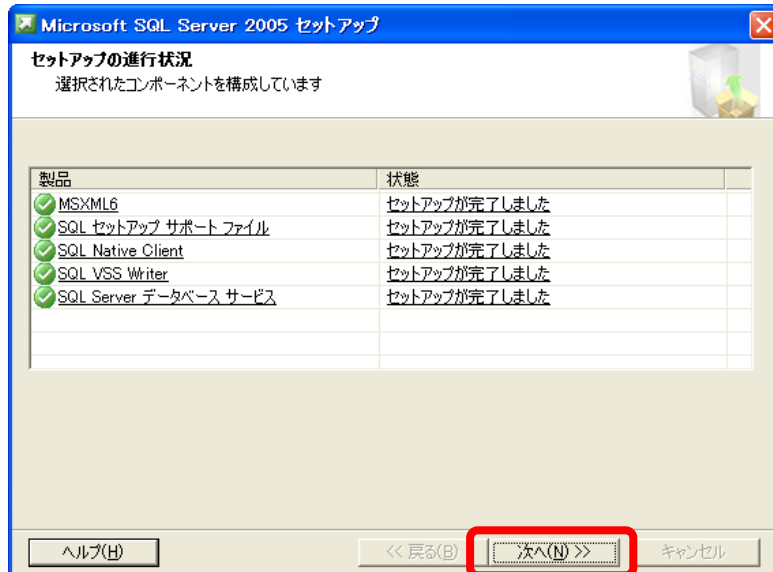 Microsoft SQL Server 2005 セットアップ
セットアップの進行状況
選択されたコンポーネントを構成しています
製品 状態
MSXML6 セットアップが完了しました
SQL セットアップ サポート ファイル セットアップが完了しました
SQL Native Client セットアップが完了しました
SQL VSS Writer セットアップが完了しました
SQL Server データベース サービス セットアップが完了しました
ヘルプ(H) << 戻る(B) 次へ(N) >> キャンセル